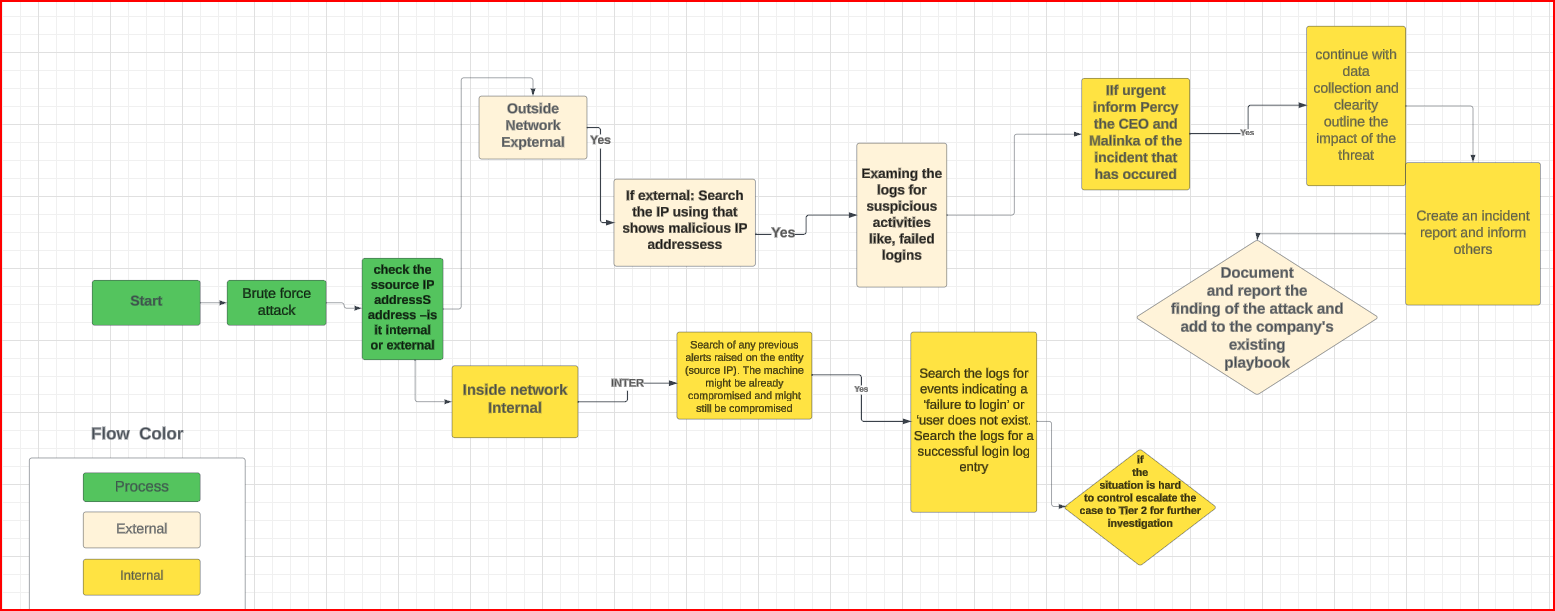 Start
Brute force
attack
check the
ssource IP
addressS
address –is
it internal
or external
Outside
Network
Expternal
Yes
If external: Search
the IP using that
shows malicious IP
addressess
Yes
Examing the
logs for
suspicious
activities
like, failed
logins
IIf urgent
inform Percy
the CEO and
Malinka of the
incident that
has occured
Yes
continue with
data
collection and
clearity
outline the
impact of the
threat
Create an incident
report and inform
others
Document
and report the
finding of the attack and
add to the company's
existing
playbook
Inside network
Internal
INTER
Search of any previous
alerts raised on the entity
(source IP). The machine
might be already
compromised and might
still be compromised
Yes
Search the logs for
events indicating a
'failure to login' or
'user does not exist.
Search the logs for a
successful login log
entry
if
the
situation is hard
to control escalate the
case to Tier 2 for further
investigation
Flow Color
Process
External
Internal